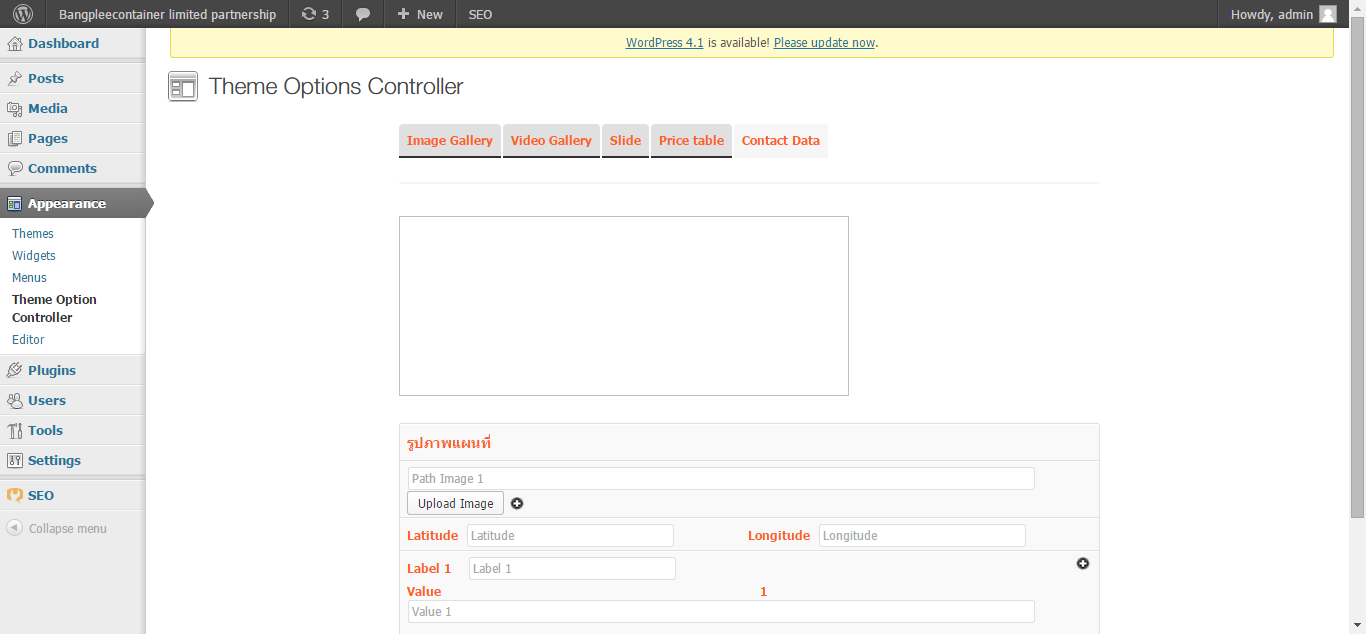 Bangpleecontainer limited partnership 3 New SEO Howdy, admin
WordPress 4.1 is available! Please update now.
Dashboard
Posts
Media
Pages
Comments
Appearance
Themes
Widgets
Menus
Theme Option
Controller
Editor
Plugins
Users
Tools
Settings
SEO
Collapse menu
Theme Options Controller
Image Gallery Video Gallery Slide Price table Contact Data
รูปภาพแผนที่
Path Image 1
Upload Image
Latitude Latitude Longitude Longitude
Label 1 Label 1
Value 1
Value 1